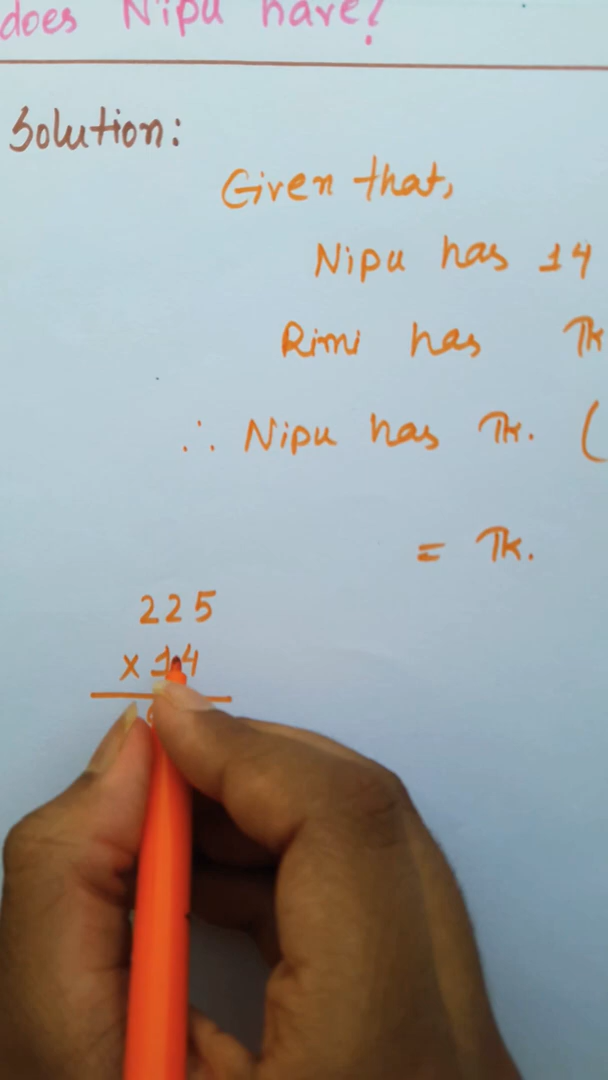 does Nipu have?
Solution:
Given that,
Nipu has 14
Rimi has Tk
∴ Nipu has Tk. (
= Tk.
225
x 14